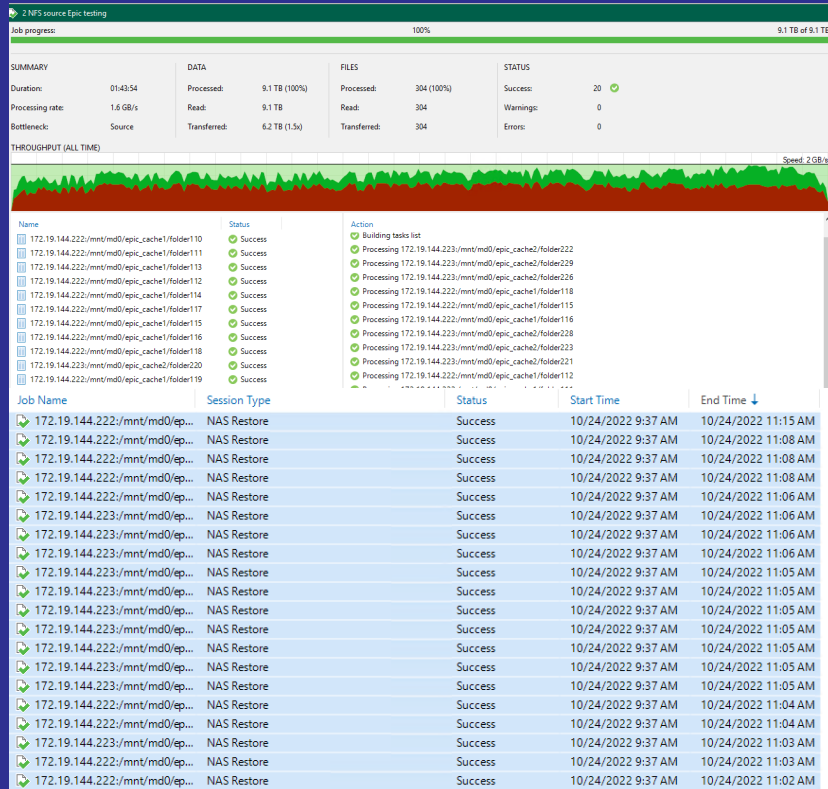 2 NFS source Epic testing
Job progress: 100% 9.1 TB of 9.1 TB
SUMMARY DATA FILES STATUS
Duration: 01:43:54 Processed: 9.1 TB (100%) Processed: 304 (100%) Success: 20
Processing rate: 1.6 GB/s Read: 9.1 TB Read: 304 Warnings: 0
Bottleneck: Source Transferred: 6.2 TB (1.5x) Transferred: 304 Errors: 0
THROUGHPUT (ALL TIME)
Speed: 2 GB/s
Name Status Action
Building tasks list
172.19.144.222:/mnt/md0/epic_cache1/folder110 Success
Processing 172.19.144.223:/mnt/md0/epic_cache2/folder222
172.19.144.222:/mnt/md0/epic_cache1/folder111 Success
Processing 172.19.144.223:/mnt/md0/epic_cache2/folder229
172.19.144.222:/mnt/md0/epic_cache1/folder113 Success
Processing 172.19.144.223:/mnt/md0/epic_cache2/folder226
172.19.144.222:/mnt/md0/epic_cache1/folder112 Success
Processing 172.19.144.222:/mnt/md0/epic_cache1/folder118
172.19.144.222:/mnt/md0/epic_cache1/folder114 Success
Processing 172.19.144.222:/mnt/md0/epic_cache1/folder115
172.19.144.222:/mnt/md0/epic_cache1/folder117 Success
Processing 172.19.144.222:/mnt/md0/epic_cache1/folder116
172.19.144.222:/mnt/md0/epic_cache1/folder115 Success
Processing 172.19.144.223:/mnt/md0/epic_cache2/folder228
172.19.144.222:/mnt/md0/epic_cache1/folder116 Success
Processing 172.19.144.223:/mnt/md0/epic_cache2/folder223
172.19.144.222:/mnt/md0/epic_cache1/folder118 Success
Processing 172.19.144.223:/mnt/md0/epic_cache2/folder221
172.19.144.223:/mnt/md0/epic_cache2/folder220 Success
Processing 172.19.144.222:/mnt/md0/epic_cache1/folder112
172.19.144.222:/mnt/md0/epic_cache1/folder119 Success
Job Name Session Type Status Start Time End Time
172.19.144.222:/mnt/md0/ep... NAS Restore Success 10/24/2022 9:37 AM 10/24/2022 11:15 AM
172.19.144.222:/mnt/md0/ep... NAS Restore Success 10/24/2022 9:37 AM 10/24/2022 11:08 AM
172.19.144.222:/mnt/md0/ep... NAS Restore Success 10/24/2022 9:37 AM 10/24/2022 11:08 AM
172.19.144.222:/mnt/md0/ep... NAS Restore Success 10/24/2022 9:37 AM 10/24/2022 11:08 AM
172.19.144.222:/mnt/md0/ep... NAS Restore Success 10/24/2022 9:37 AM 10/24/2022 11:06 AM
172.19.144.223:/mnt/md0/ep... NAS Restore Success 10/24/2022 9:37 AM 10/24/2022 11:06 AM
172.19.144.223:/mnt/md0/ep... NAS Restore Success 10/24/2022 9:37 AM 10/24/2022 11:06 AM
172.19.144.223:/mnt/md0/ep... NAS Restore Success 10/24/2022 9:37 AM 10/24/2022 11:06 AM
172.19.144.223:/mnt/md0/ep... NAS Restore Success 10/24/2022 9:37 AM 10/24/2022 11:05 AM
172.19.144.223:/mnt/md0/ep... NAS Restore Success 10/24/2022 9:37 AM 10/24/2022 11:05 AM
172.19.144.223:/mnt/md0/ep... NAS Restore Success 10/24/2022 9:37 AM 10/24/2022 11:05 AM
172.19.144.223:/mnt/md0/ep... NAS Restore Success 10/24/2022 9:37 AM 10/24/2022 11:05 AM
172.19.144.222:/mnt/md0/ep... NAS Restore Success 10/24/2022 9:37 AM 10/24/2022 11:05 AM
172.19.144.223:/mnt/md0/ep... NAS Restore Success 10/24/2022 9:37 AM 10/24/2022 11:05 AM
172.19.144.223:/mnt/md0/ep... NAS Restore Success 10/24/2022 9:37 AM 10/24/2022 11:05 AM
172.19.144.222:/mnt/md0/ep... NAS Restore Success 10/24/2022 9:37 AM 10/24/2022 11:04 AM
172.19.144.222:/mnt/md0/ep... NAS Restore Success 10/24/2022 9:37 AM 10/24/2022 11:04 AM
172.19.144.223:/mnt/md0/ep... NAS Restore Success 10/24/2022 9:37 AM 10/24/2022 11:03 AM
172.19.144.222:/mnt/md0/ep... NAS Restore Success 10/24/2022 9:37 AM 10/24/2022 11:03 AM
172.19.144.222:/mnt/md0/ep... NAS Restore Success 10/24/2022 9:37 AM 10/24/2022 11:02 AM